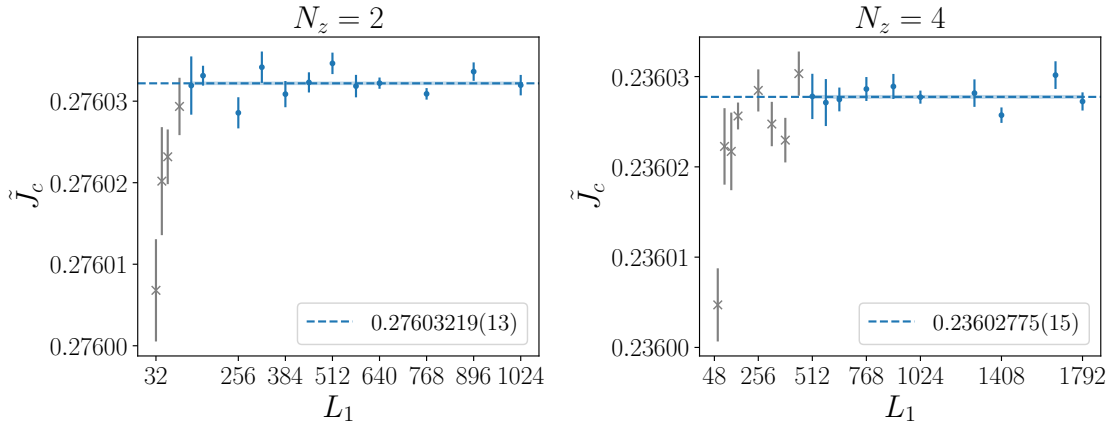 N_z = 2
0.27603
0.27602
0.27601
0.27600
J̃_c
32 256 384 512 640 768 896 1024
L_1
0.27603219(13)
N_z = 4
0.23603
0.23602
0.23601
0.23600
J̃_c
48 256 512 768 1024 1408 1792
L_1
0.23602775(15)